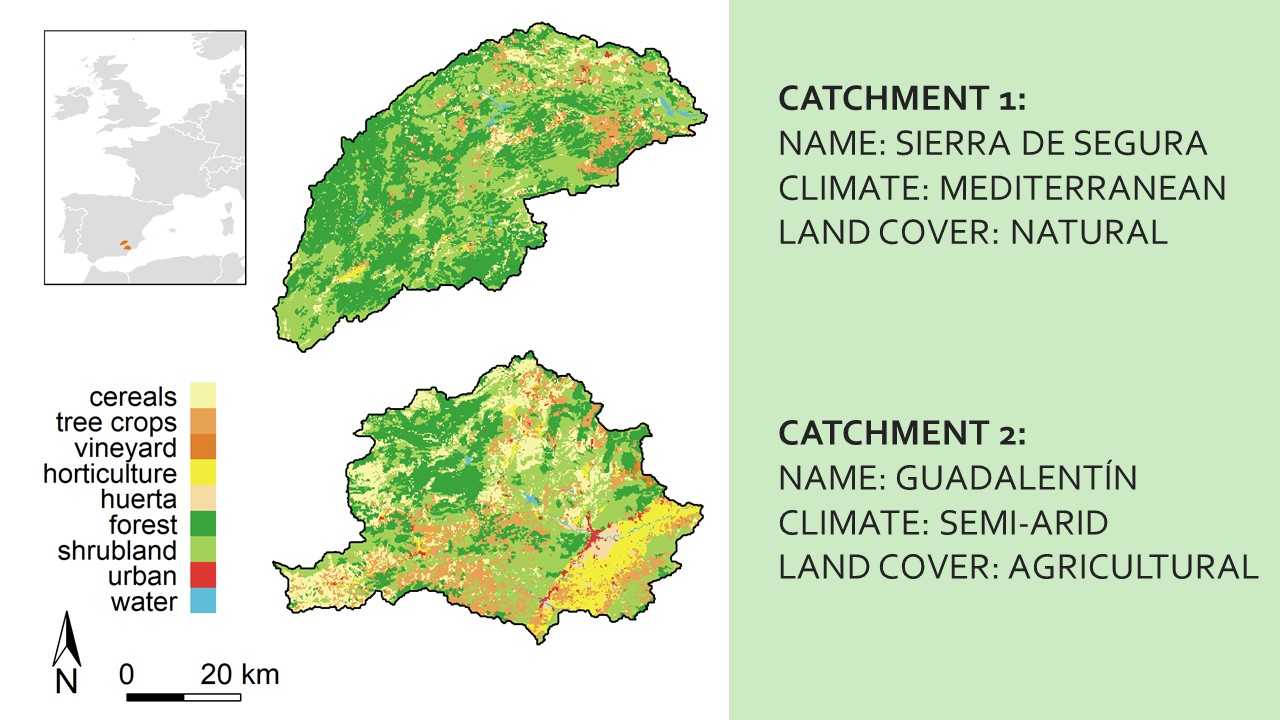 CATCHMENT 1:
NAME: SIERRA DE SEGURA
CLIMATE: MEDITERRANEAN
LAND COVER: NATURAL
cereals
tree crops
vineyard
horticulture
huerta
forest
shrubland
urban
water
N
0 20 km
CATCHMENT 2:
NAME: GUADALENTÍN
CLIMATE: SEMI-ARID
LAND COVER: AGRICULTURAL